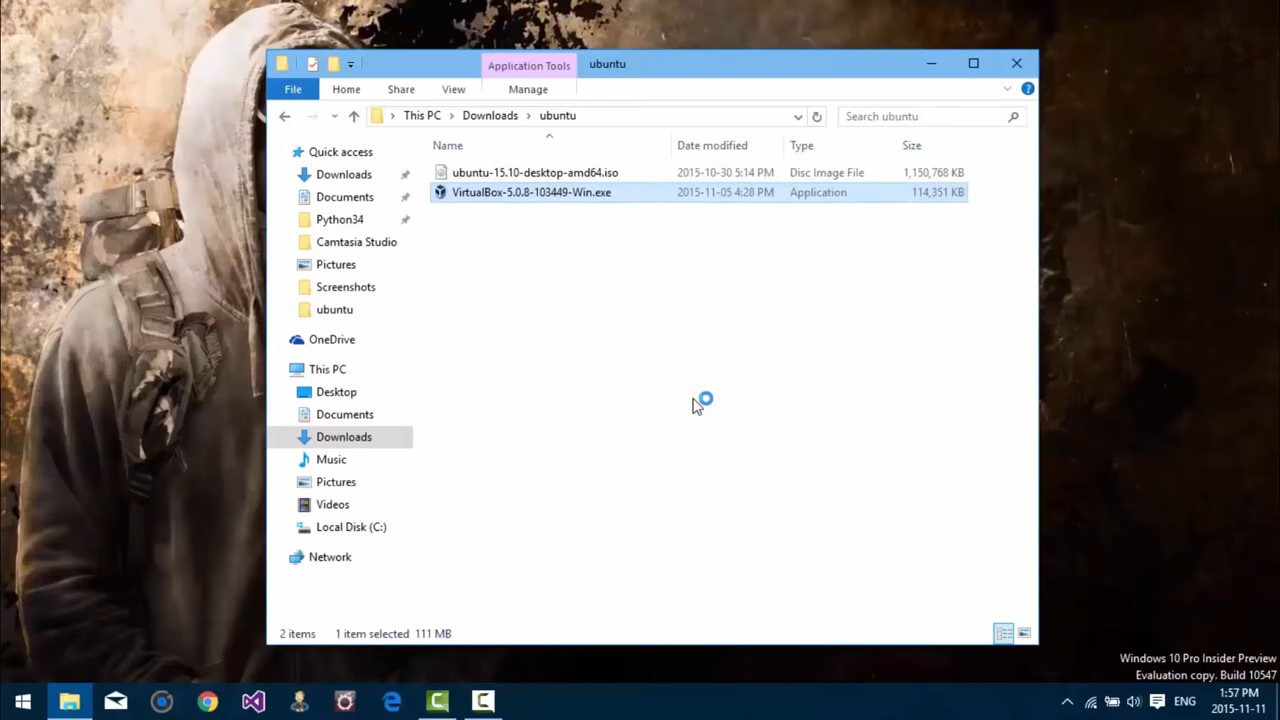 Application Tools
ubuntu
File
Home
Share
View
Manage
This PC
Downloads
ubuntu
Search ubuntu
Name
Date modified
Type
Size
ubuntu-15.10-desktop-amd64.iso
2015-10-30 5:14 PM
Disc Image File
1,150,768 KB
VirtualBox-5.0.8-103449-Win.exe
2015-11-05 4:28 PM
Application
114,351 KB
Quick access
Downloads
Documents
Python34
Camtasia Studio
Pictures
Screenshots
ubuntu
OneDrive
This PC
Desktop
Documents
Downloads
Music
Pictures
Videos
Local Disk (C:)
Network
2 items
1 item selected 111 MB
Windows 10 Pro Insider Preview
Evaluation copy. Build 10547
ENG
1:57 PM
2015-11-11